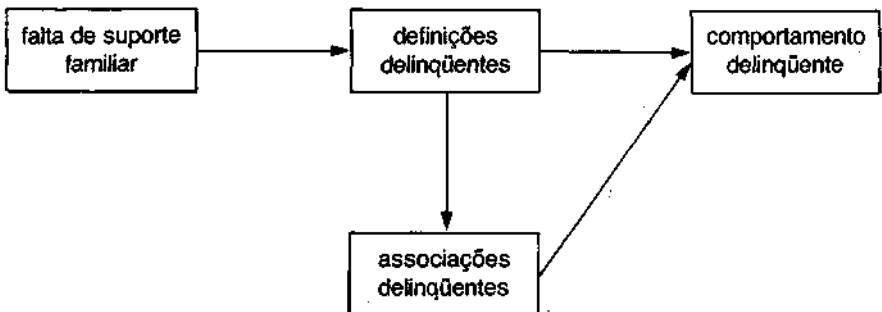 falta de suporte
familiar
definições
delinqüentes
comportamento
delinqüente
associações
delinqüentes